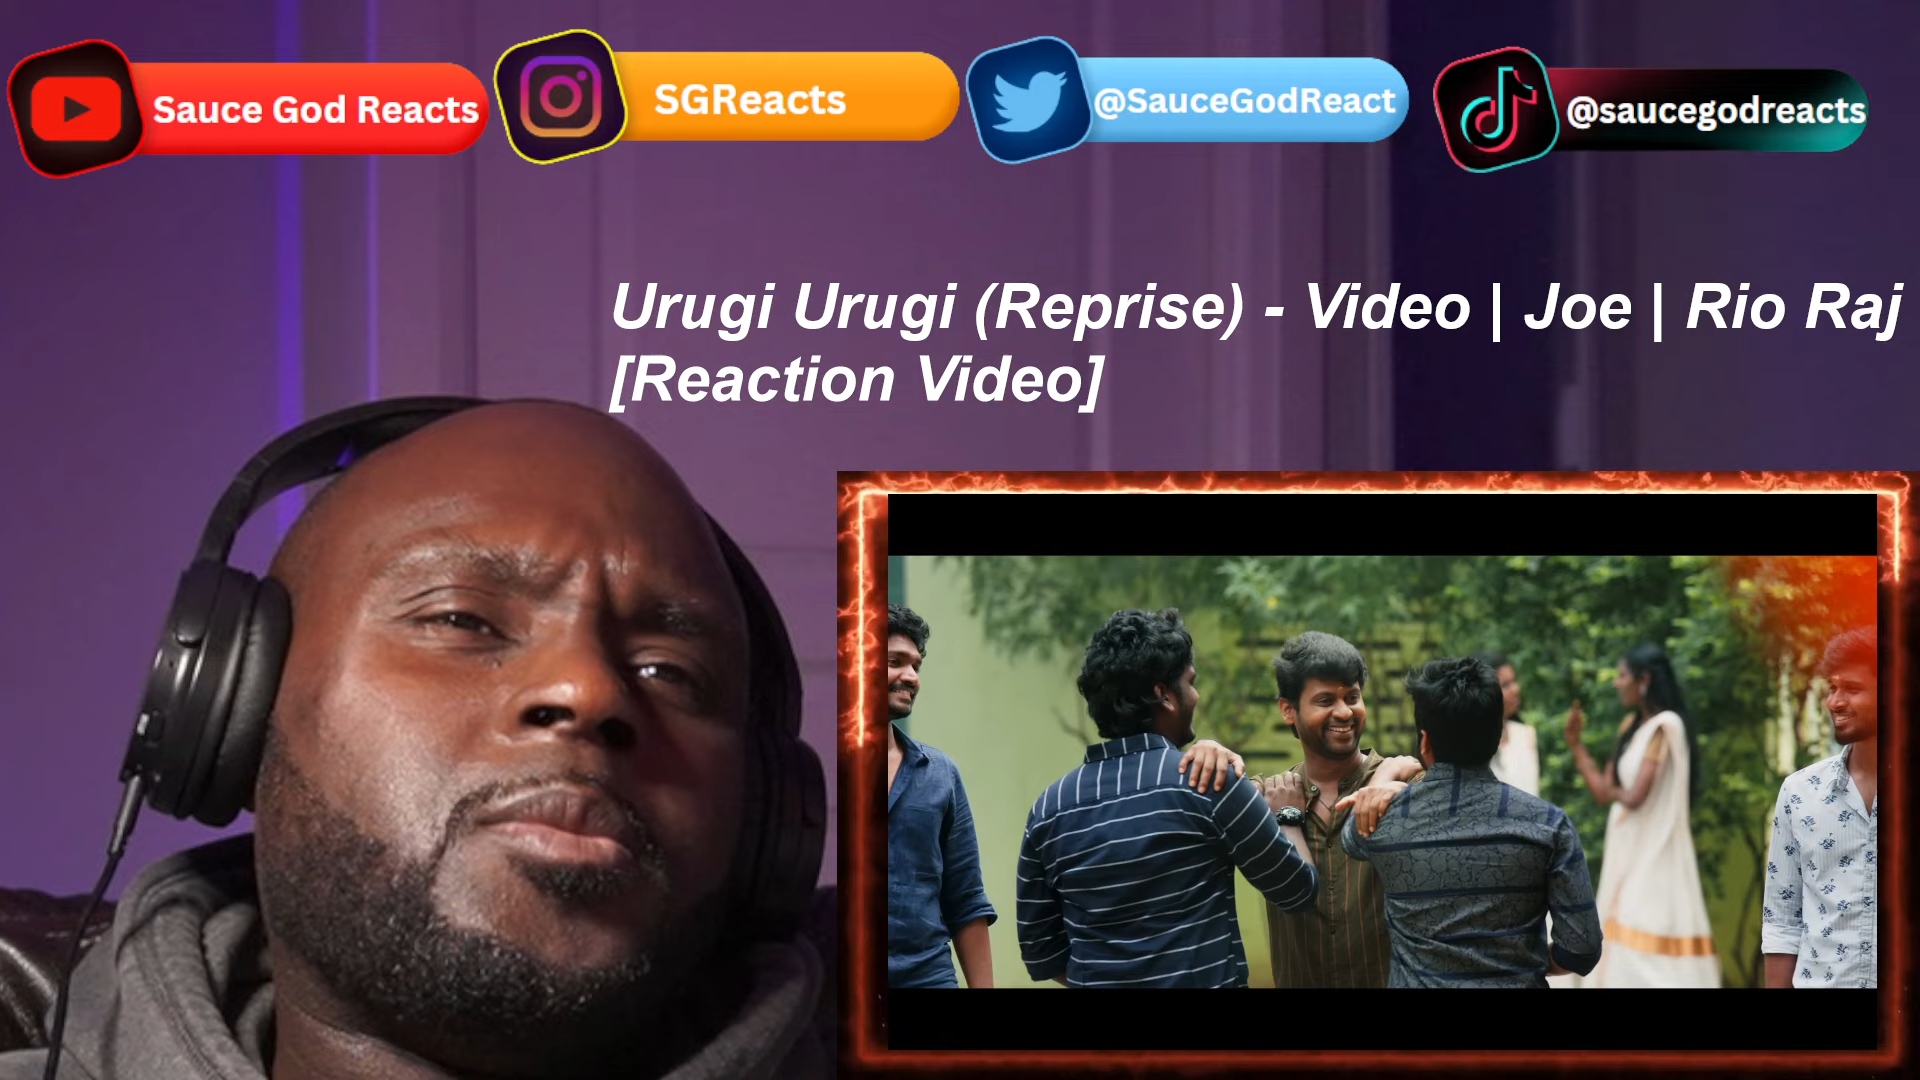 Sauce God Reacts
SGReacts
@SauceGodReact
@saucegodreacts
Urugi Urugi (Reprise) - Video | Joe | Rio Raj
[Reaction Video]